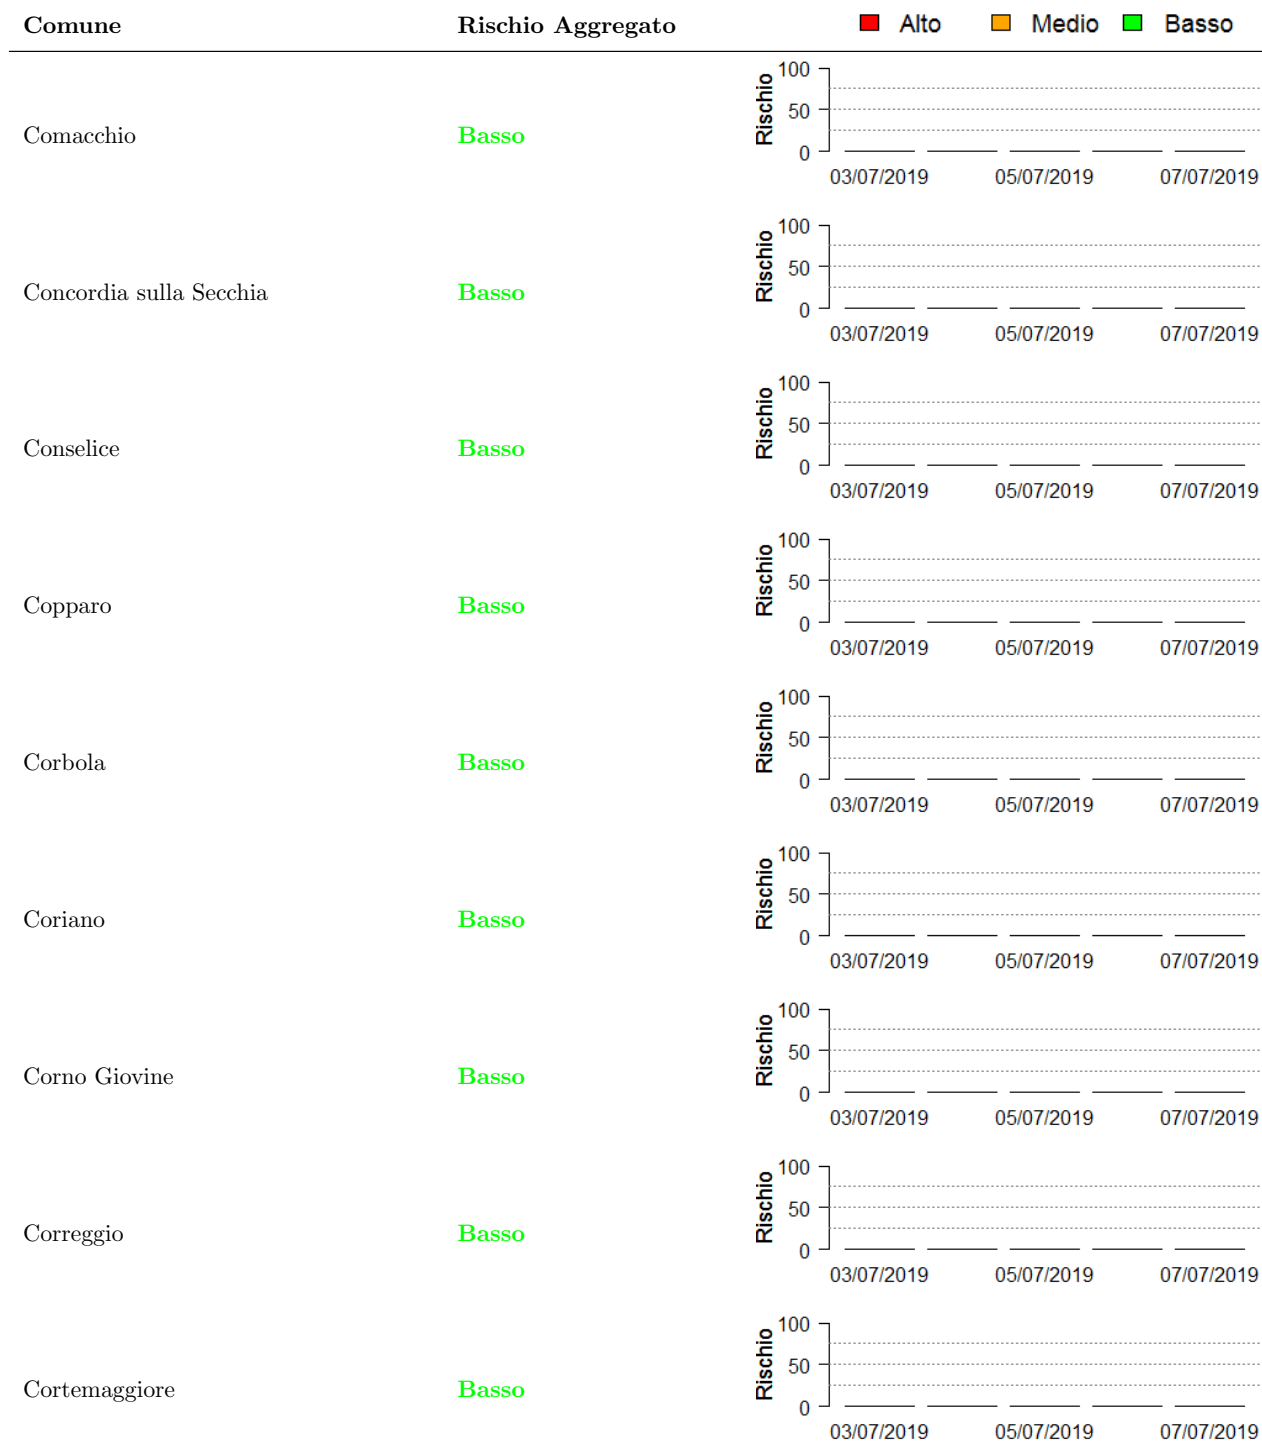 Comune Rischio Aggregato Alto Medio Basso
100
50
0
Rischio
Comacchio Basso
03/07/2019 05/07/2019 07/07/2019
100
50
0
Rischio
Concordia sulla Secchia Basso
03/07/2019 05/07/2019 07/07/2019
100
50
0
Rischio
Conselice Basso
03/07/2019 05/07/2019 07/07/2019
100
50
0
Rischio
Copparo Basso
03/07/2019 05/07/2019 07/07/2019
100
50
0
Rischio
Corbola Basso
03/07/2019 05/07/2019 07/07/2019
100
50
0
Rischio
Coriano Basso
03/07/2019 05/07/2019 07/07/2019
100
50
0
Rischio
Corno Giovine Basso
03/07/2019 05/07/2019 07/07/2019
100
50
0
Rischio
Correggio Basso
03/07/2019 05/07/2019 07/07/2019
100
50
0
Rischio
Cortemaggiore Basso
03/07/2019 05/07/2019 07/07/2019